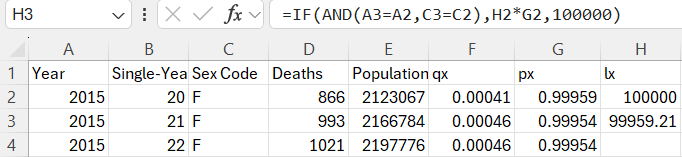 H3 fx =IF(AND(A3=A2,C3=C2),H2*G2,100000)
A B C D E F G H
1 Year Single-Yea Sex Code Deaths Population qx px lx
2 2015 20 F 866 2123067 0.00041 0.99959 100000
3 2015 21 F 993 2166784 0.00046 0.99954 99959.21
4 2015 22 F 1021 2197776 0.00046 0.99954